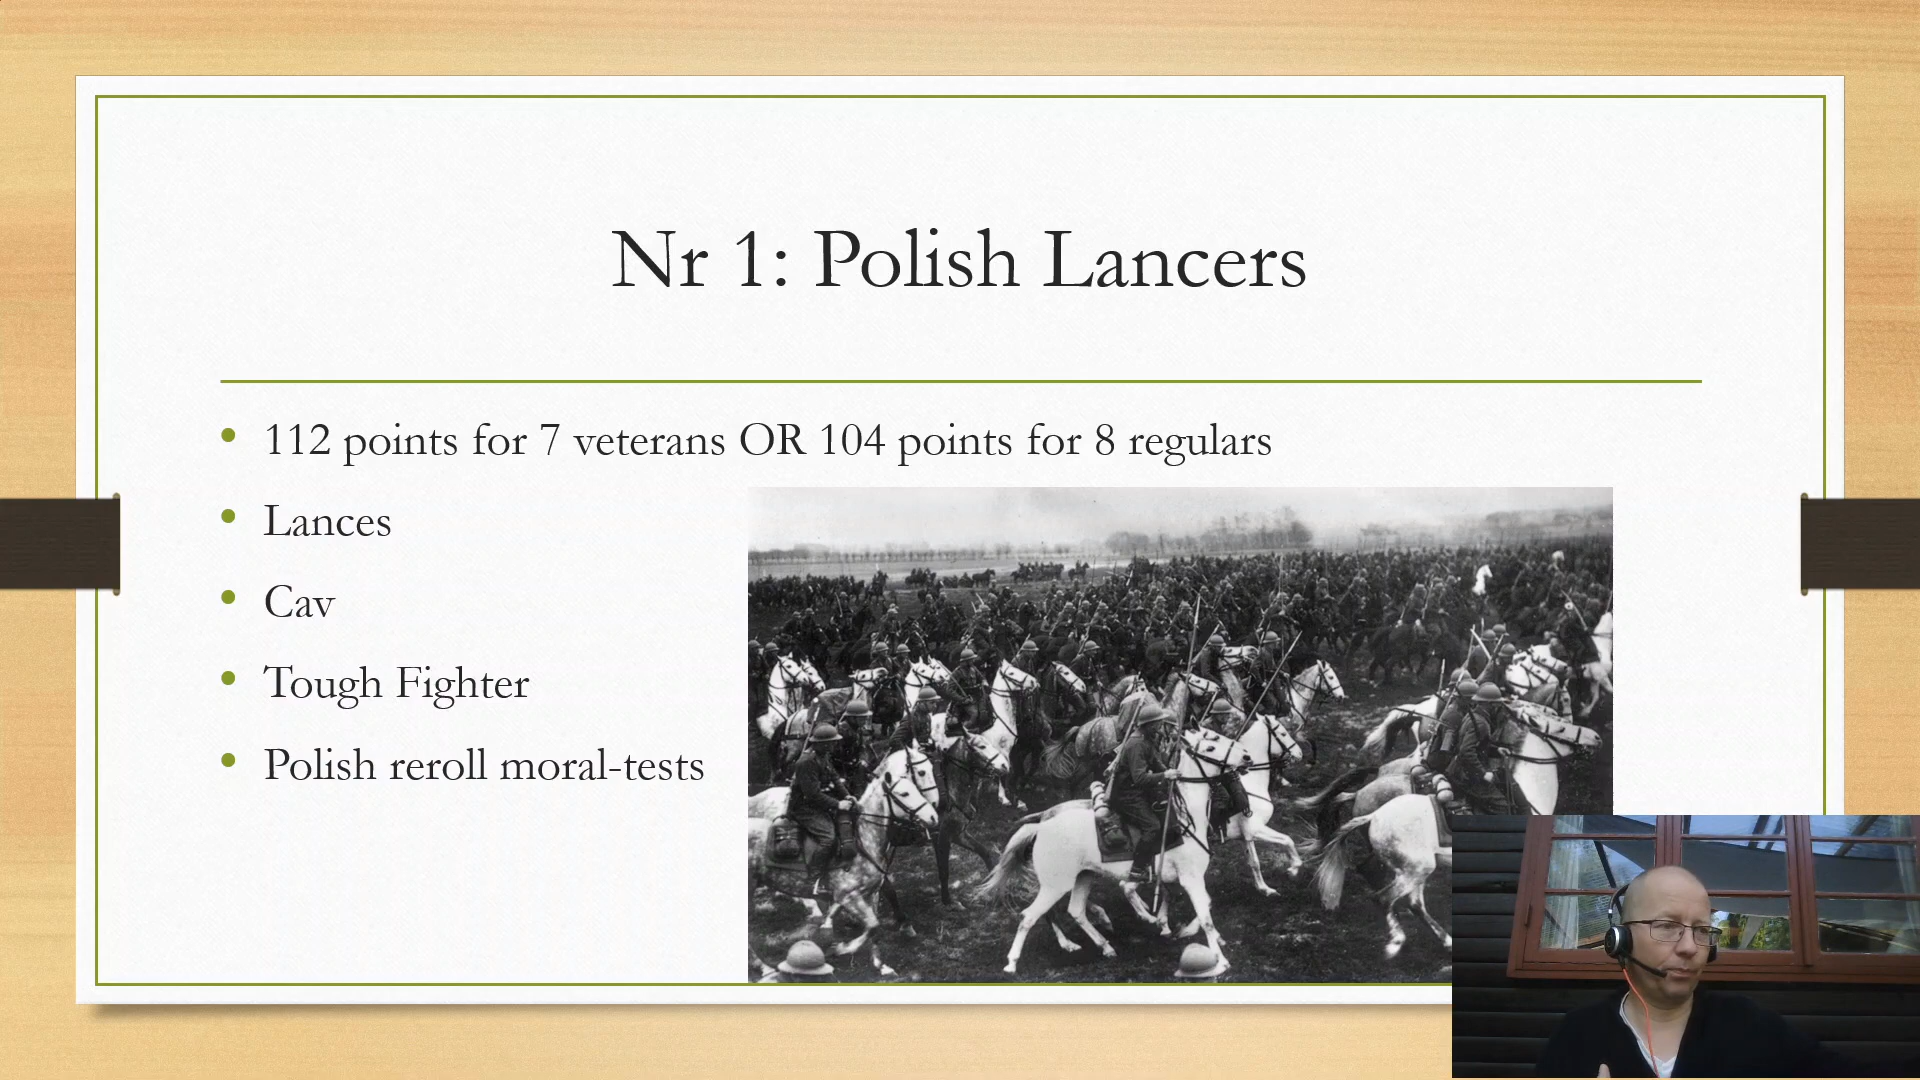 Nr 1: Polish Lancers
112 points for 7 veterans OR 104 points for 8 regulars
Lances
Cav
Tough Fighter
Polish reroll moral-tests